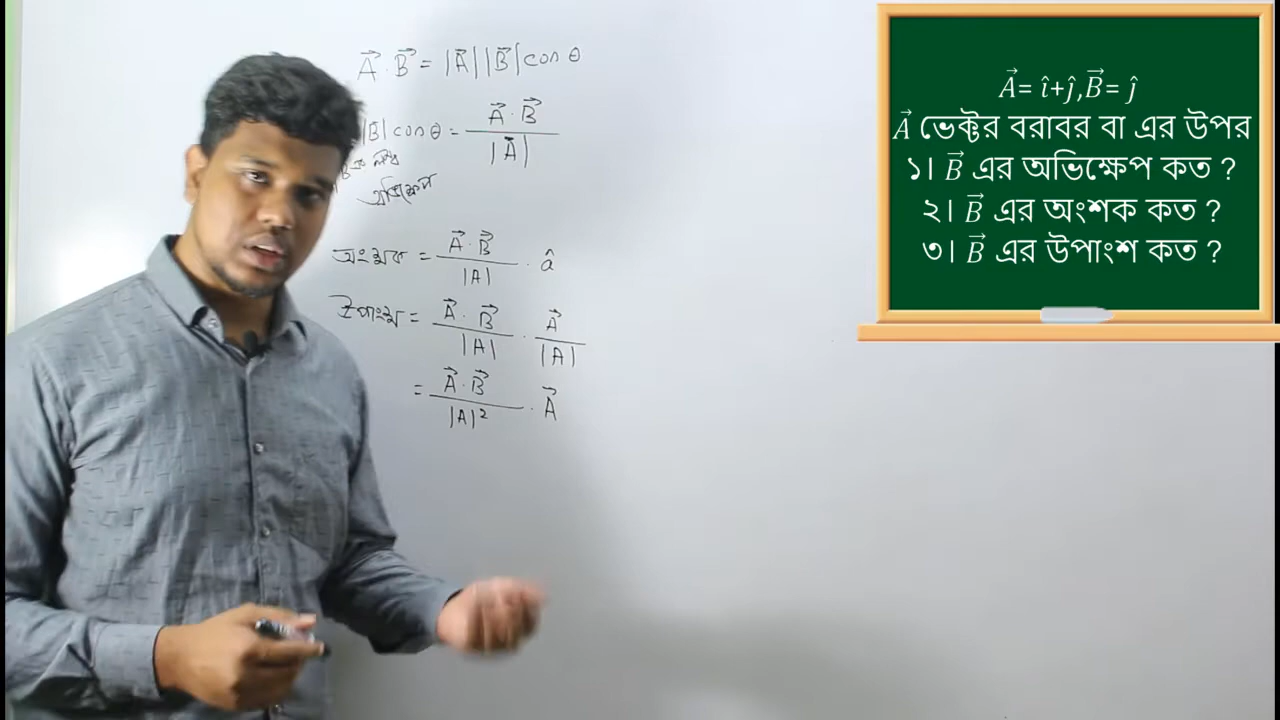 A⃗ . B⃗ = |A⃗| |B⃗| cos θ
|B⃗| cos θ = A⃗ . B⃗ / |A⃗|
অভিক্ষেপ
অংশক = A⃗ . B⃗ / |A| . â
উপাংশ = A⃗ . B⃗ / |A| . A⃗ / |A|
= A⃗ . B⃗ / |A|² . A⃗
A⃗= î+ĵ,B⃗= ĵ
A⃗ ভেক্টর বরাবর বা এর উপর
১। B⃗ এর অভিক্ষেপ কত ?
২। B⃗ এর অংশক কত ?
৩। B⃗ এর উপাংশ কত ?